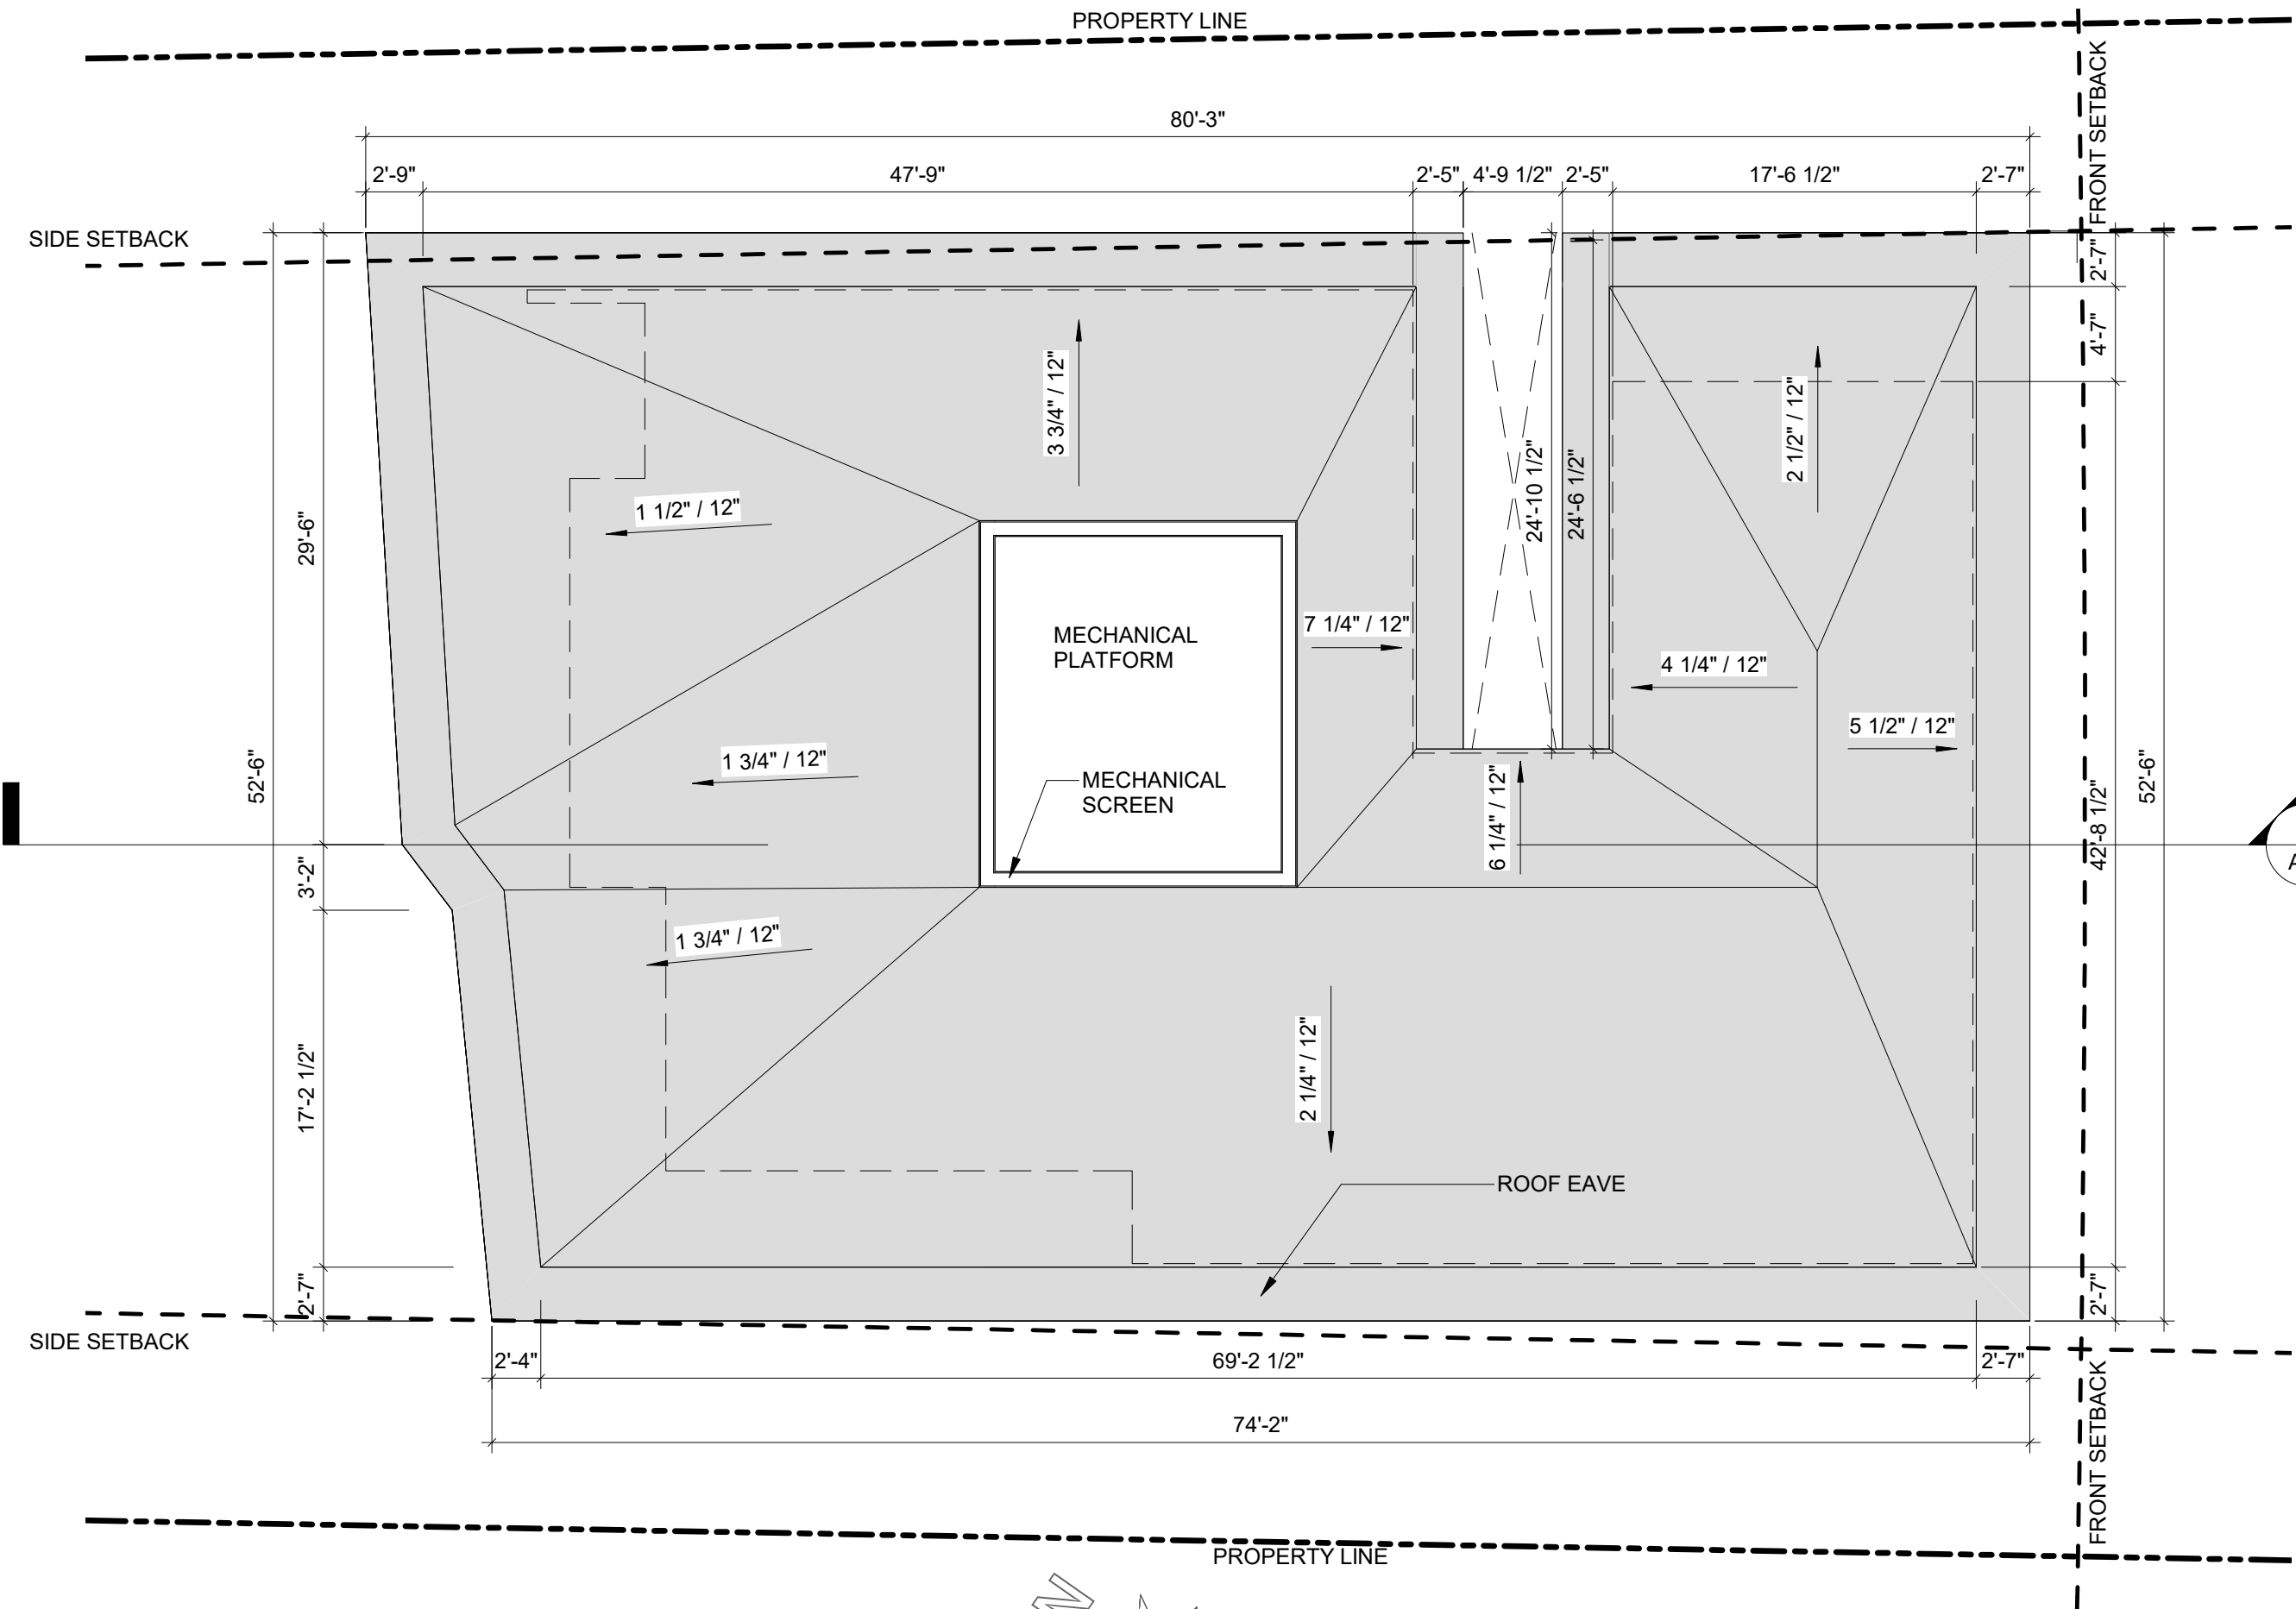 PROPERTY LINE
FRONT SETBACK
80'-3"
2'-9"
47'-9"
2'-5"
4'-9 1/2"
2'-5"
17'-6 1/2"
2'-7"
SIDE SETBACK
2'-7"
4'-7"
3 3/4" / 12"
2 1/2" / 12"
1 1/2" / 12"
24'-10 1/2"
24'-6 1/2"
29'-6"
MECHANICAL
PLATFORM
7 1/4" / 12"
4 1/4" / 12"
5 1/2" / 12"
52'-6"
1 3/4" / 12"
MECHANICAL
SCREEN
6 1/4" / 12"
42'-8 1/2"
52'-6"
A
3'-2"
1 3/4" / 12"
17'-2 1/2"
2 1/4" / 12"
ROOF EAVE
2'-7"
2'-7"
SIDE SETBACK
2'-4"
69'-2 1/2"
2'-7"
74'-2"
FRONT SETBACK
PROPERTY LINE
N